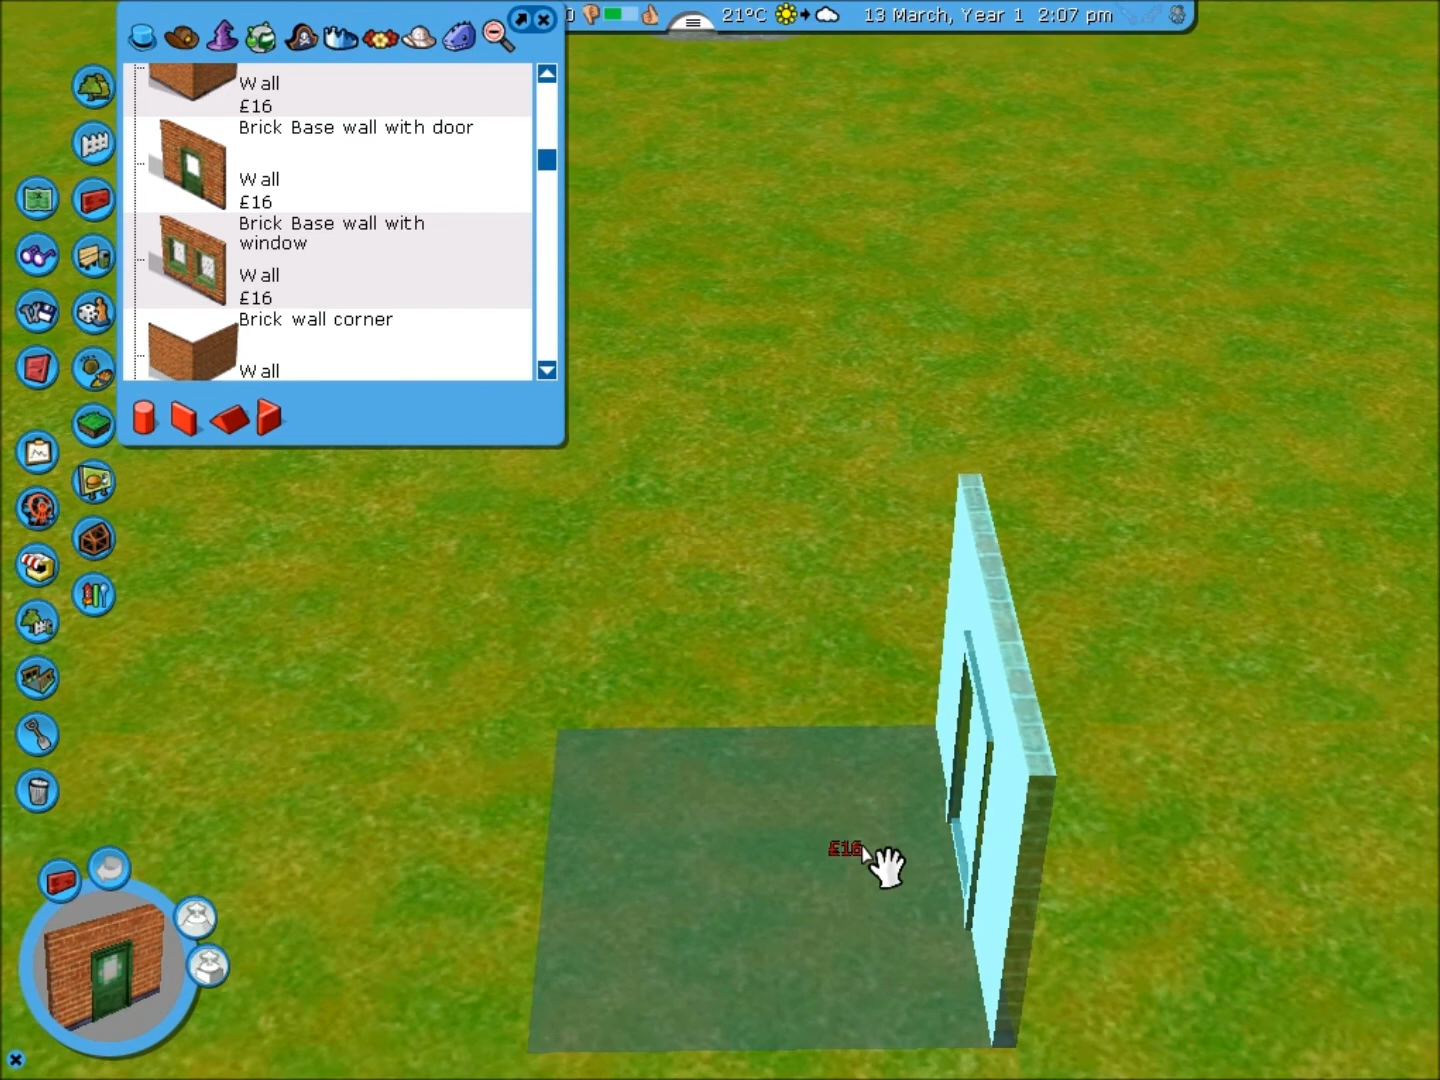 0
21°C
13 March, Year 1 2:07 pm
Wall
£16
Brick Base wall with door
Wall
£16
Brick Base wall with
window
Wall
£16
Brick wall corner
Wall
£16